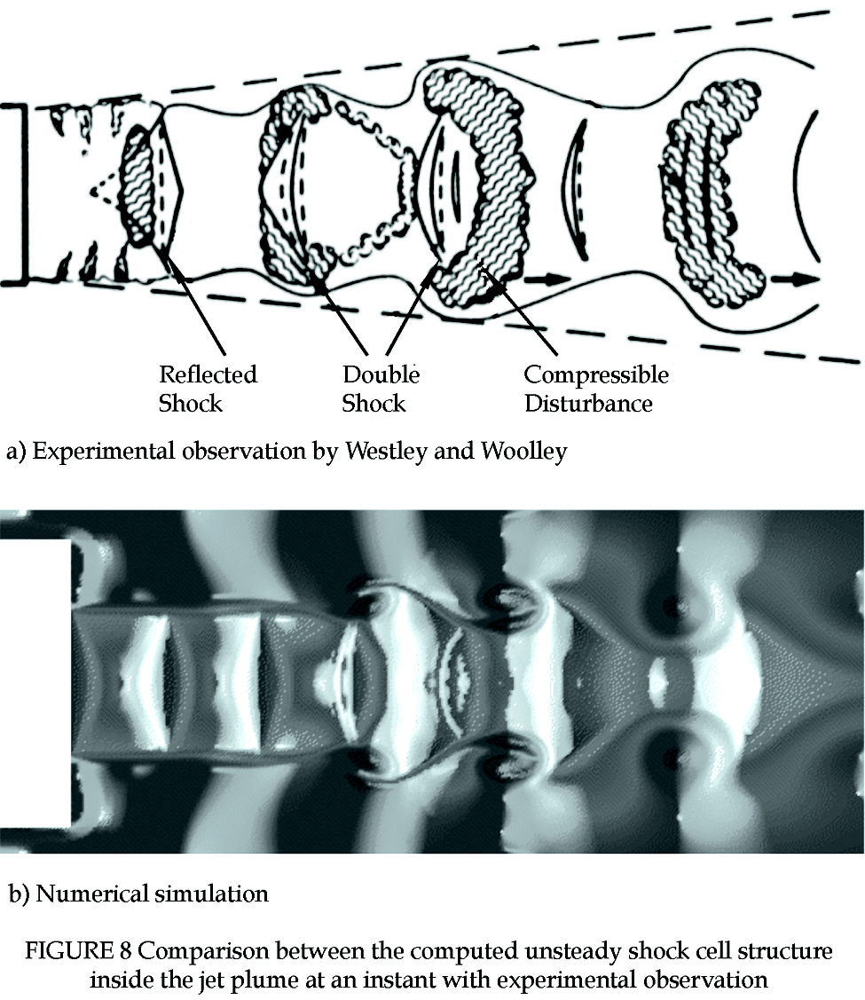 Reflected
Shock
Double
Shock
Compressible
Disturbance
a) Experimental observation by Westley and Woolley
b) Numerical simulation
FIGURE 8 Comparison between the computed unsteady shock cell structure
inside the jet plume at an instant with experimental observation